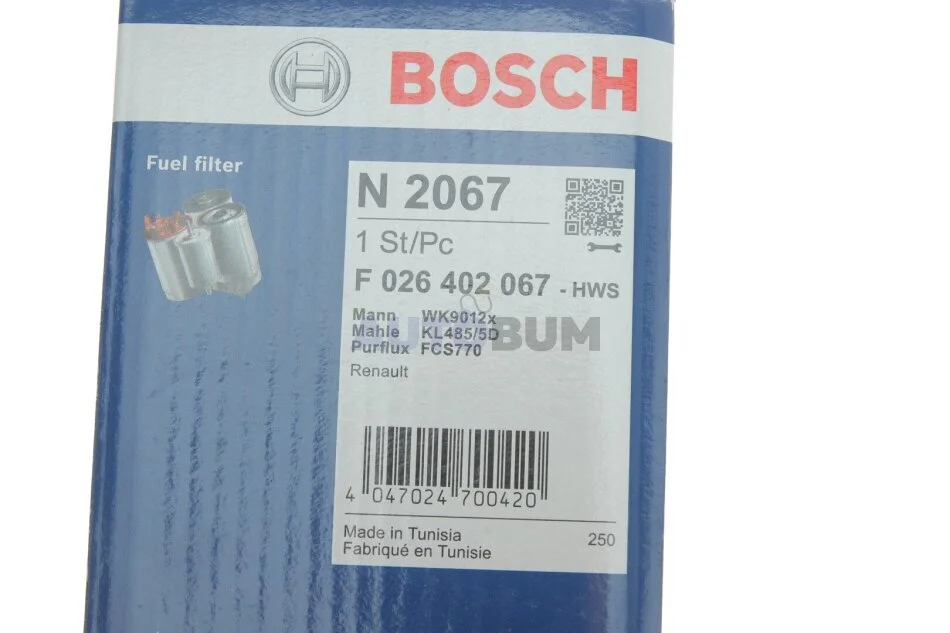 BOSCH
Fuel filter
N 2067
1 St/Pc
F 026 402 067 - HWS
Mann WK9012x
Mahle KL485/5D
Purflux FCS770
BUM
Renault
4 047024 700420
Made in Tunisia 250
Fabriqué en Tunisie